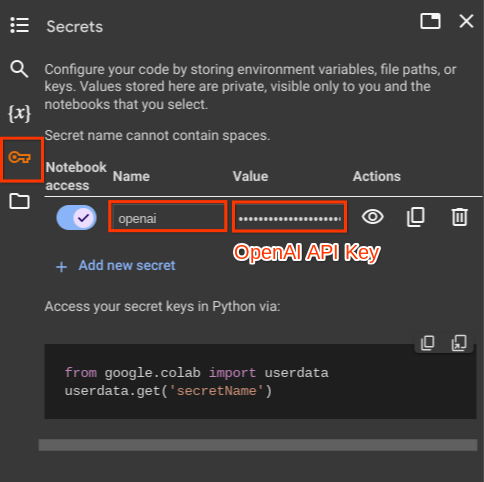 Secrets
Configure your code by storing environment variables, file paths, or
keys. Values stored here are private, visible only to you and the
notebooks that you select.
Secret name cannot contain spaces.
{x}
Notebook
access
Name
Value
Actions
openai
••••••••••••••••••••
OpenAI API Key
+ Add new secret
Access your secret keys in Python via:
from google.colab import userdata
userdata.get('secretName')